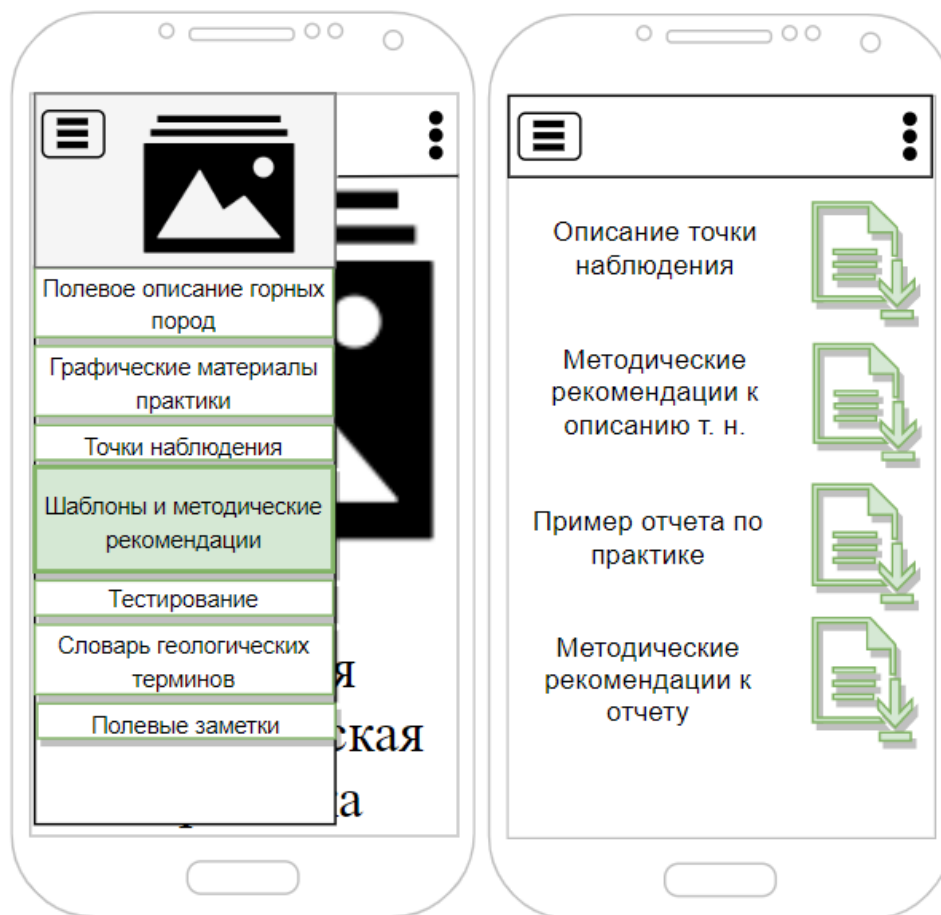 Полевое описание горных
пород
Графические материалы
практики
Точки наблюдения
Шаблоны и методические
рекомендации
Тестирование
Словарь геологических
терминов
Полевые заметки
Описание точки
наблюдения
Методические
рекомендации к
описанию т. н.
Пример отчета по
практике
Методические
рекомендации к
отчету